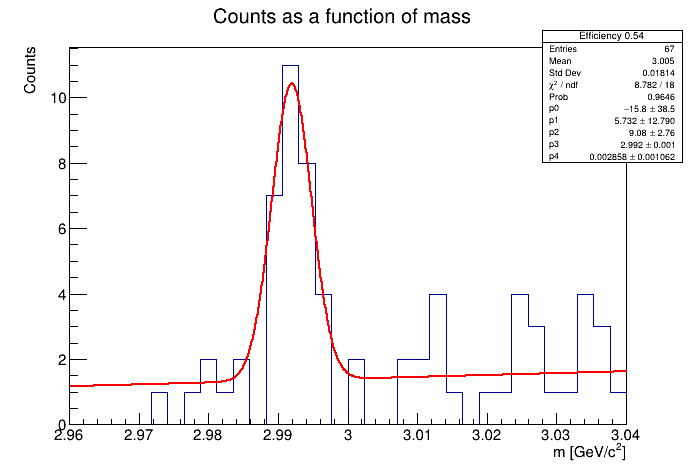 Counts as a function of mass
Efficiency 0.54
Entries 67
Mean 3.005
Std Dev 0.01814
χ² / ndf 8.782 / 18
Prob 0.9646
p0 −15.8 ± 38.5
p1 5.732 ± 12.790
p2 9.08 ± 2.76
p3 2.992 ± 0.001
p4 0.002858 ± 0.001062
Counts
10
8
6
4
2
0
2.96 2.97 2.98 2.99 3 3.01 3.02 3.03 3.04
m [GeV/c²]